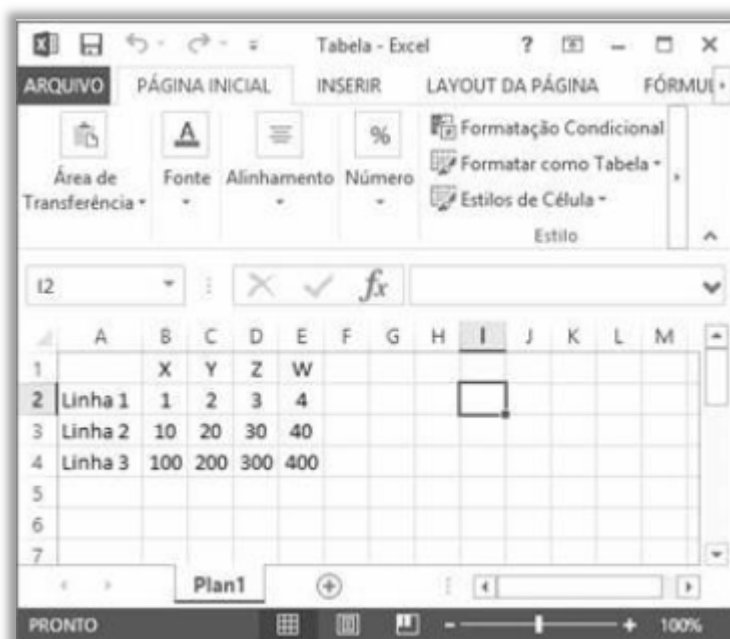 Tabela - Excel ?
ARQUIVO PÁGINA INICIAL INSERIR LAYOUT DA PÁGINA FÓRMUL
Área de Transferência
Fonte
Alinhamento
%
Número
Formatação Condicional
Formatar como Tabela
Estilos de Célula
Estilo
I2 fx
A B C D E F G H I J K L M
1 X Y Z W
2 Linha 1 1 2 3 4
3 Linha 2 10 20 30 40
4 Linha 3 100 200 300 400
5
6
7
Plan1
PRONTO 100%